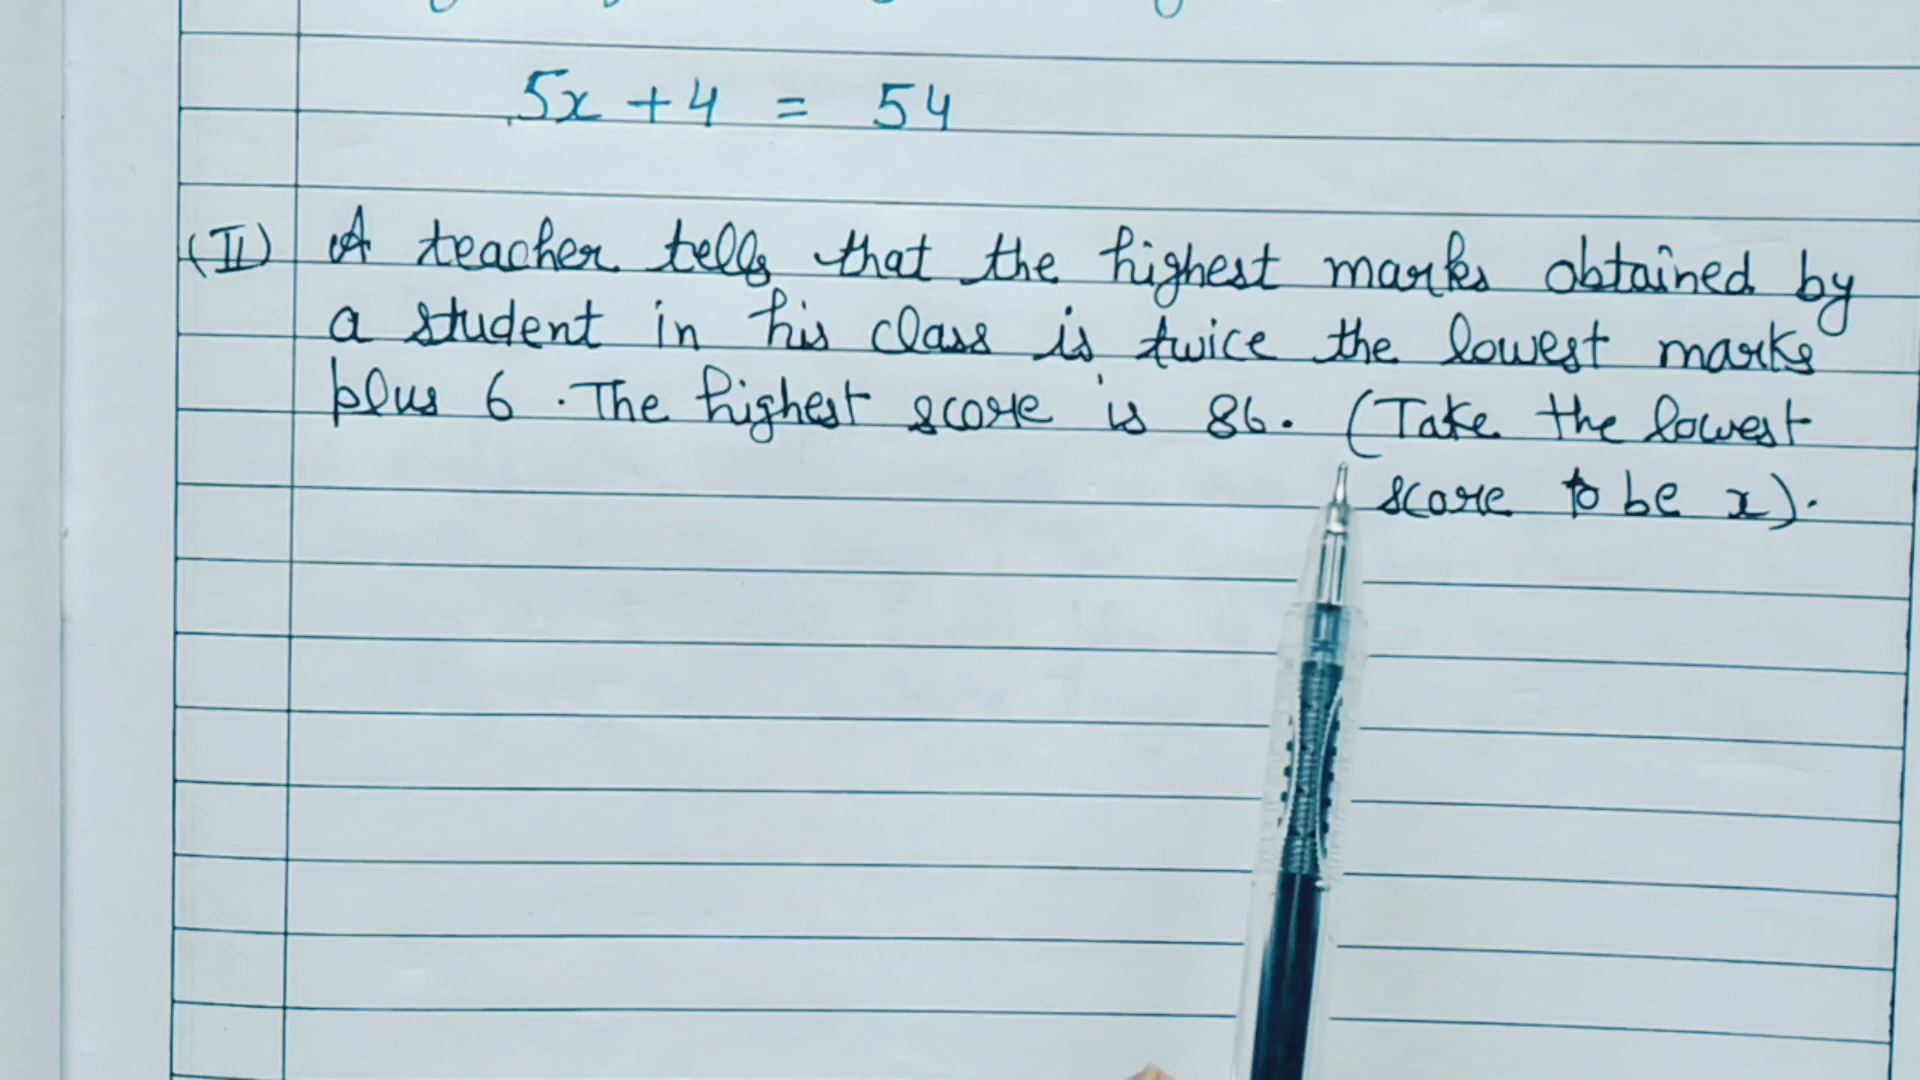 5x + 4 = 54
(II) A teacher tells that the highest marks obtained by
a student in his class is twice the lowest marks
plus 6. The highest score is 86. (Take the lowest
score to be x).